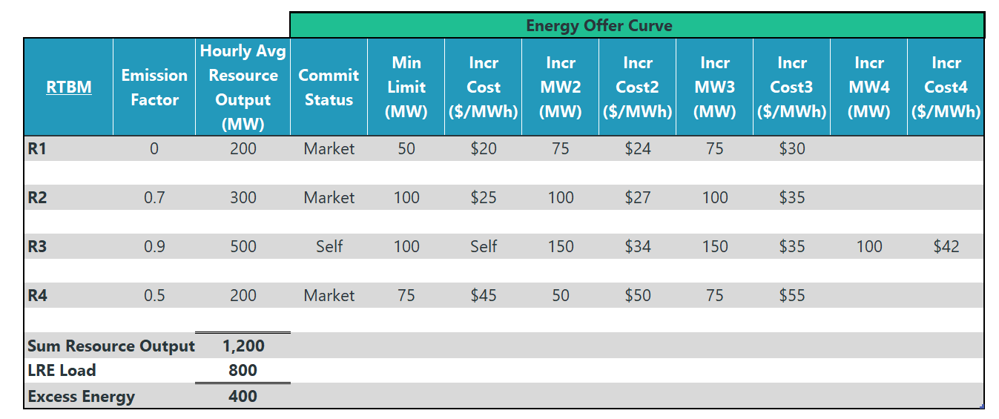 Energy Offer Curve
RTBM Emission Factor Hourly Avg Resource Output (MW) Commit Status Min Limit (MW) Incr Cost ($/MWh) Incr MW2 (MW) Incr Cost2 ($/MWh) Incr MW3 (MW) Incr Cost3 ($/MWh) Incr MW4 (MW) Incr Cost4 ($/MWh)
R1 0 200 Market 50 $20 75 $24 75 $30
R2 0.7 300 Market 100 $25 100 $27 100 $35
R3 0.9 500 Self 100 Self 150 $34 150 $35 100 $42
R4 0.5 200 Market 75 $45 50 $50 75 $55
Sum Resource Output 1,200
LRE Load 800
Excess Energy 400